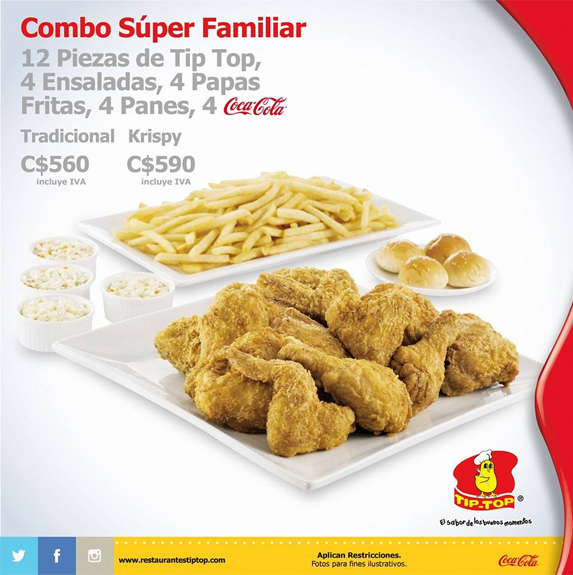 Combo Súper Familiar
12 Piezas de Tip Top,
4 Ensaladas, 4 Papas
Fritas, 4 Panes, 4 Coca-Cola
Tradicional Krispy
C$560 C$590
incluye IVA incluye IVA
TIP-TOP ®
El sabor de los buenos momentos
www.restaurantestiptop.com
Aplican Restricciones.
Fotos para fines ilustrativos.
Coca-Cola